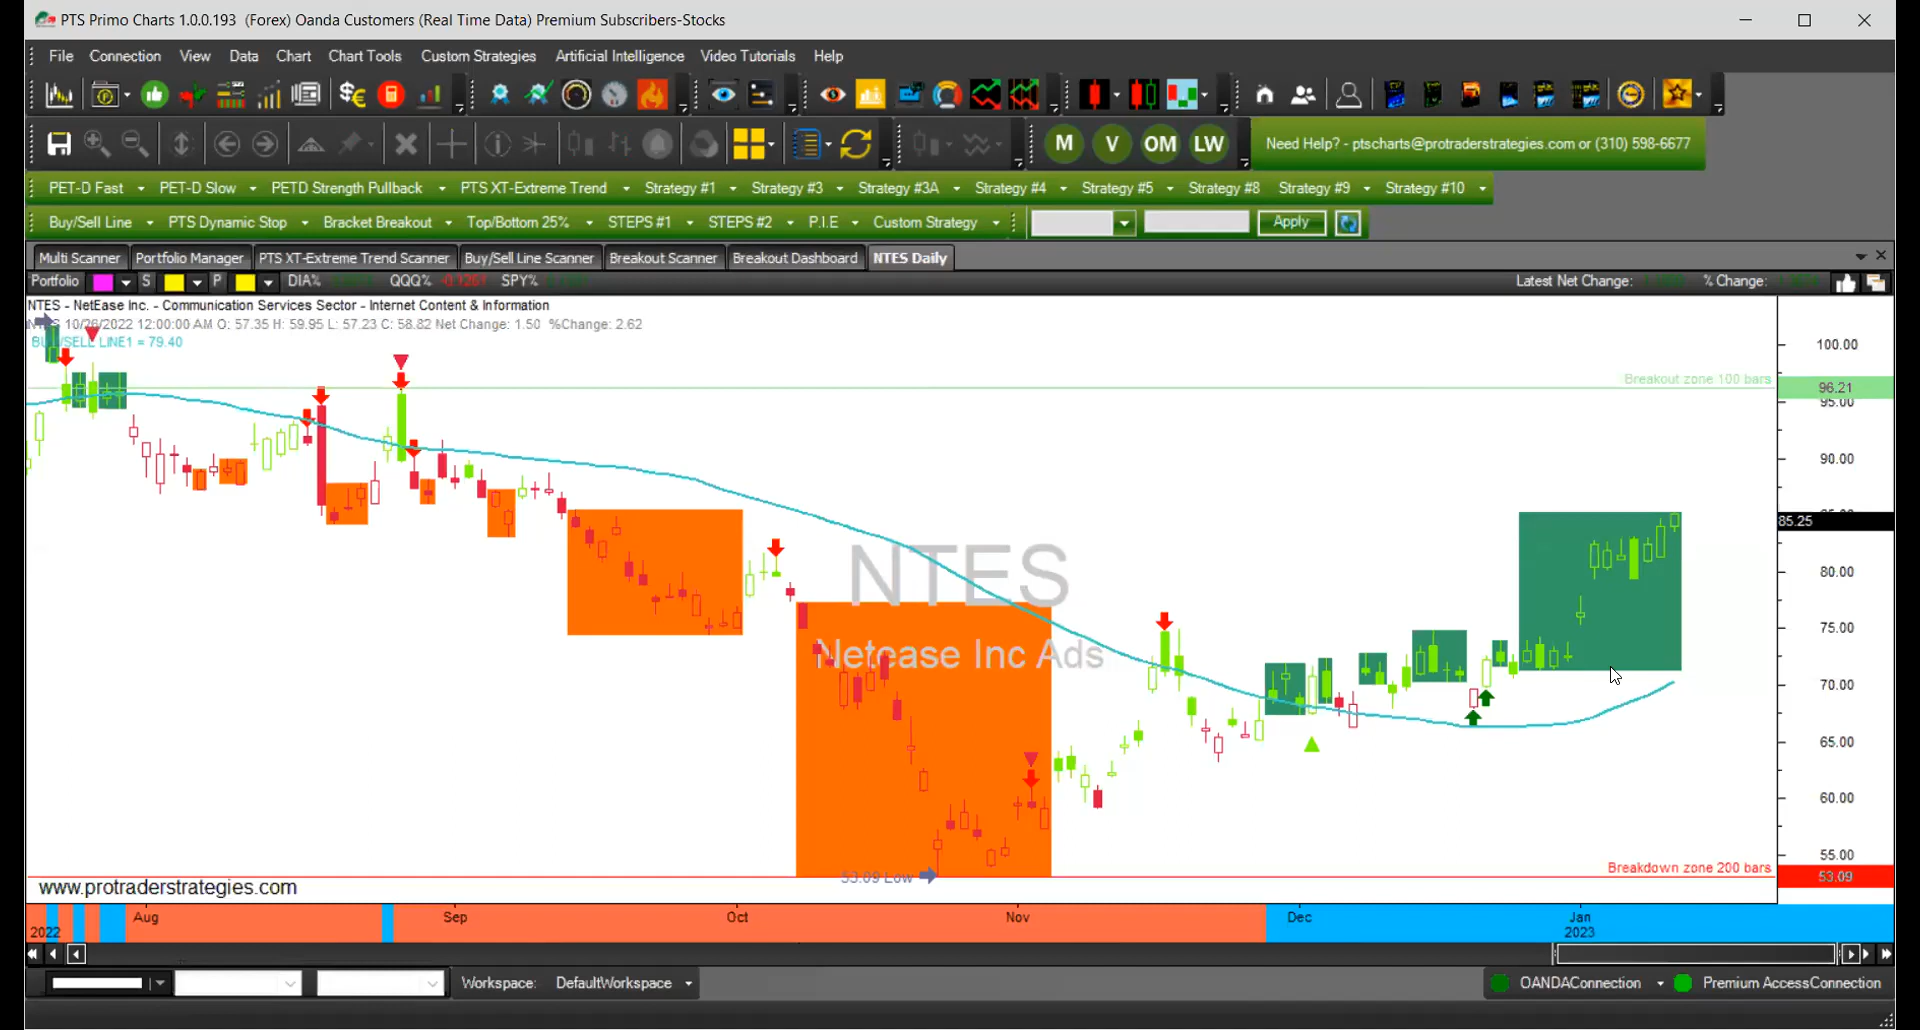 PTS Primo Charts 1.0.0.193 (Forex) Oanda Customers (Real Time Data) Premium Subscribers-Stocks
File Connection View Data Chart Chart Tools Custom Strategies Artificial Intelligence Video Tutorials Help
M V OM LW Need Help? - ptscharts@protraderstrategies.com or (310) 598-6677
PET-D Fast PET-D Slow PETD Strength Pullback PTS XT-Extreme Trend Strategy #1 Strategy #3 Strategy #3A Strategy #4 Strategy #5 Strategy #8 Strategy #9 Strategy #10
Buy/Sell Line PTS Dynamic Stop Bracket Breakout Top/Bottom 25% STEPS #1 STEPS #2 P.I.E Custom Strategy Apply
Multi Scanner Portfolio Manager PTS XT-Extreme Trend Scanner Buy/Sell Line Scanner Breakout Scanner Breakout Dashboard NTES Daily
Portfolio S P DIA% QQQ% SPY% Latest Net Change: % Change:
NTES - NetEase Inc. - Communication Services Sector - Internet Content & Information
10/26/2022 12:00:00 AM O: 57.35 H: 59.95 L: 57.23 C: 58.82 Net Change: 1.50 %Change: 2.62
SELL LINE1 = 79.40
100.00
Breakout zone 100 bars
96.21
95.00
90.00
85.25
NTES
80.00
75.00
Netease Inc Ads
70.00
65.00
60.00
55.00
Breakdown zone 200 bars
53.09 Low
53.09
www.protraderstrategies.com
Aug Sep Oct Nov Dec Jan
2022 2023
Workspace: DefaultWorkspace OANDAConnection Premium AccessConnection